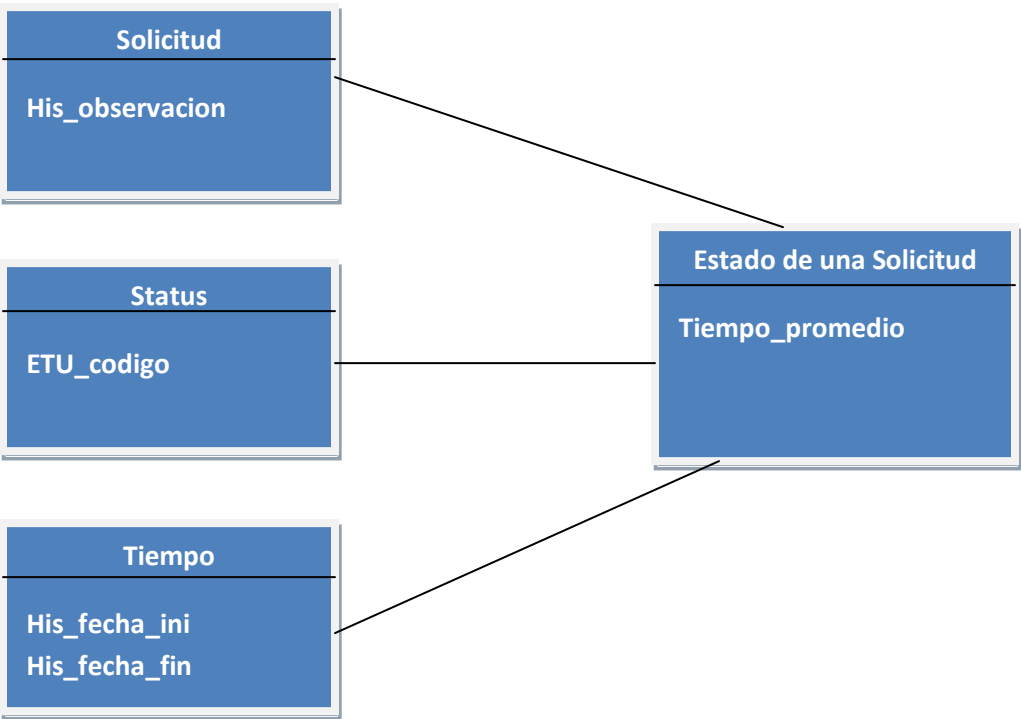 Solicitud
His_observacion
Status
ETU_codigo
Tiempo
His_fecha_ini
His_fecha_fin
Estado de una Solicitud
Tiempo_promedio